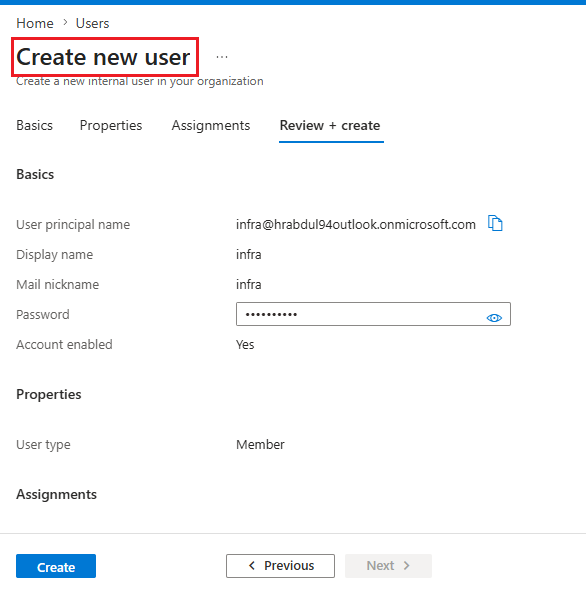 Home > Users
Create new user ...
Create a new internal user in your organization
Basics Properties Assignments Review + create
Basics
User principal name infra@hrabdul94outlook.onmicrosoft.com
Display name infra
Mail nickname infra
Password ••••••••••
Account enabled Yes
Properties
User type Member
Assignments
Create < Previous Next >